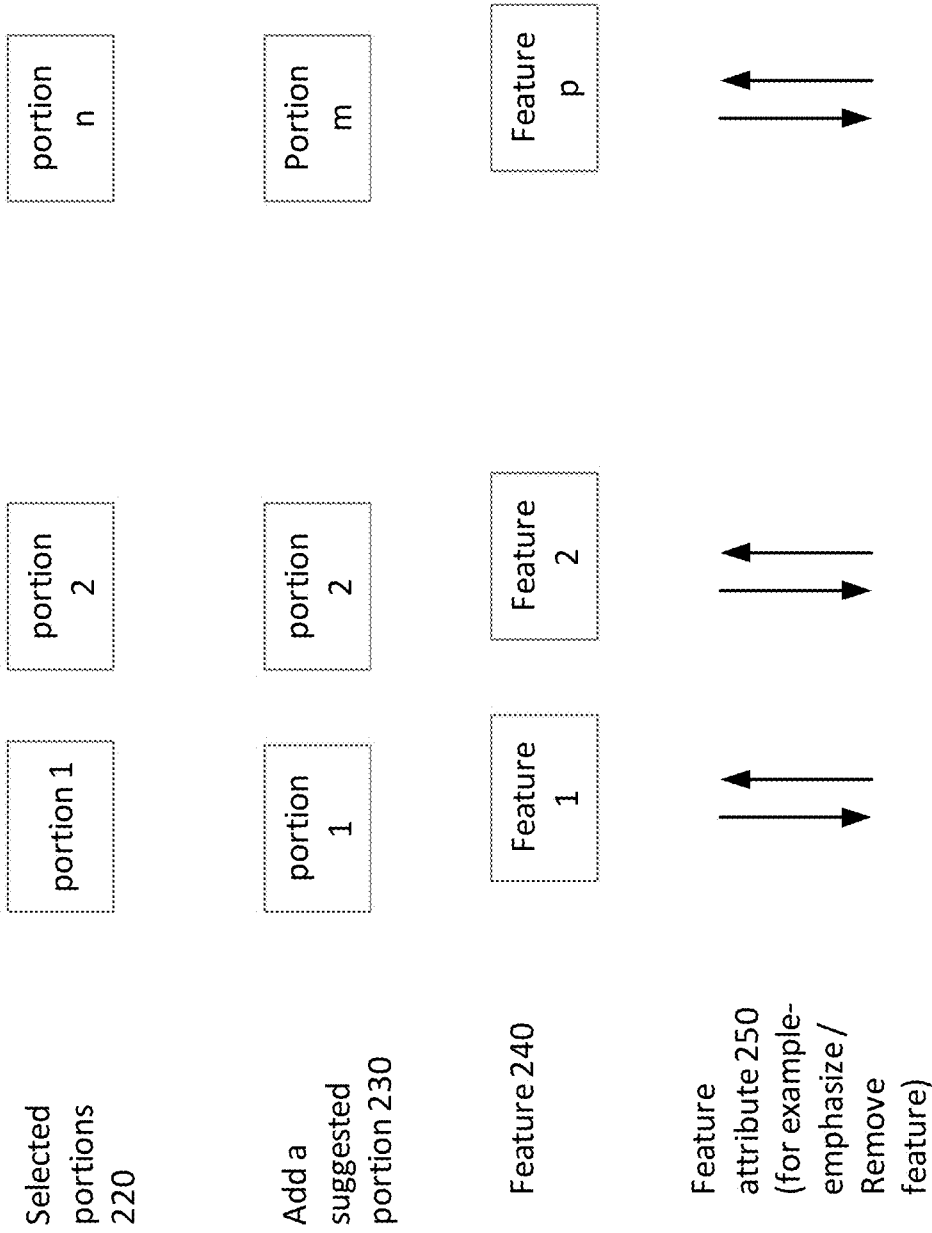 Selected
portions
220
portion 1
portion
2
portion
n
Add a
suggested
portion 230
portion
1
portion
2
Portion
m
Feature 240
Feature
1
Feature
2
Feature
p
Feature
attribute 250
(for example-
emphasize /
Remove
feature)